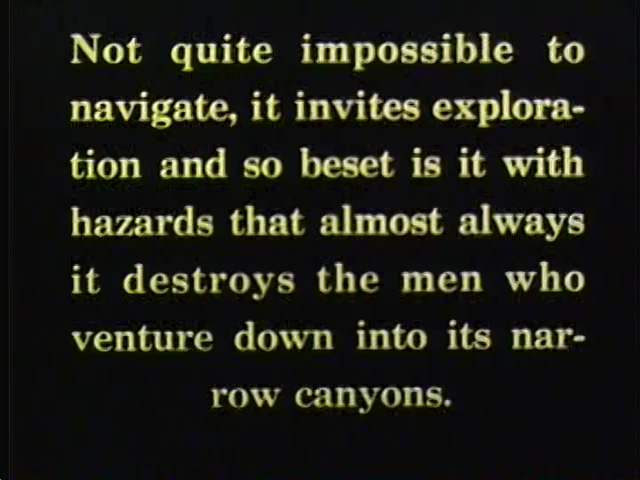 Not quite impossible to
navigate, it invites explora-
tion and so beset is it with
hazards that almost always
it destroys the men who
venture down into its nar-
row canyons.